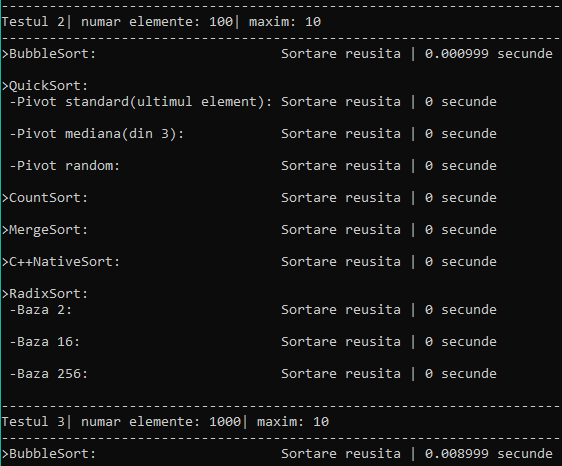 Testul 2| numar elemente: 100| maxim: 10
>BubbleSort: Sortare reusita | 0.000999 secunde
>QuickSort:
-Pivot standard(ultimul element): Sortare reusita | 0 secunde
-Pivot mediana(din 3): Sortare reusita | 0 secunde
-Pivot random: Sortare reusita | 0 secunde
>CountSort: Sortare reusita | 0 secunde
>MergeSort: Sortare reusita | 0 secunde
>C++NativeSort: Sortare reusita | 0 secunde
>RadixSort:
-Baza 2: Sortare reusita | 0 secunde
-Baza 16: Sortare reusita | 0 secunde
-Baza 256: Sortare reusita | 0 secunde
Testul 3| numar elemente: 1000| maxim: 10
>BubbleSort: Sortare reusita | 0.008999 secunde